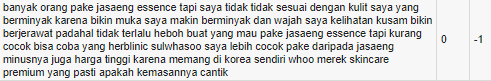 banyak orang pake jasaeng essence tapi saya tidak tidak sesuai dengan kulit saya yang
berminyak karena bikin muka saya makin berminyak dan wajah saya kelihatan kusam bikin
berjerawat padahal tidak terlalu heboh buat yang mau pake jasaeng essence tapi kurang
cocok bisa coba yang herblinic sulwhasoo saya lebih cocok pake daripada jasaeng 0 -1
minusnya juga harga tinggi karena memang di korea sendiri whoo merek skincare
premium yang pasti apakah kemasannya cantik